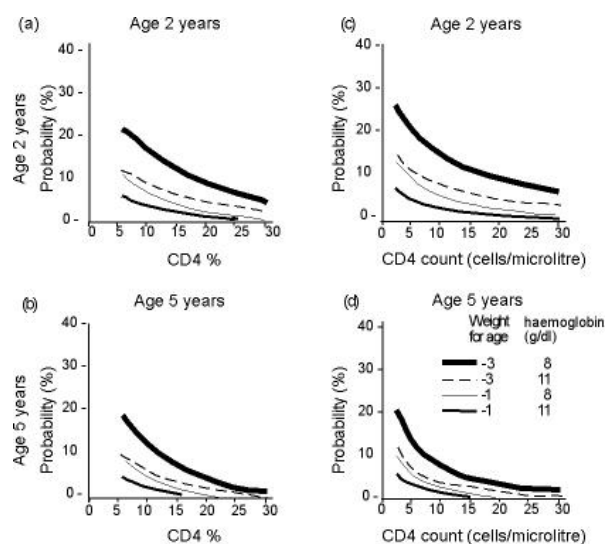 (a) Age 2 years
Age 2 years
Probability (%)
40 -
30
20
10
0 -
0 5 10 15 20 25 30
CD4 %
(c) Age 2 years
Probability (%)
40
30
20
10
0 -
0 5 10 15 20 25 30
CD4 count (cells/microlitre)
(b) Age 5 years
Age 5 years
Probability (%)
40 -
30
20
10
0 -
0 5 10 15 20 25 30
CD4 %
(d) Age 5 years
Probability (%)
40
30
20
10
0
0 5 10 15 20 25 30
CD4 count (cells/microlitre)
Weight for age haemoglobin (g/dl)
-3 8
-3 11
-1 8
-1 11